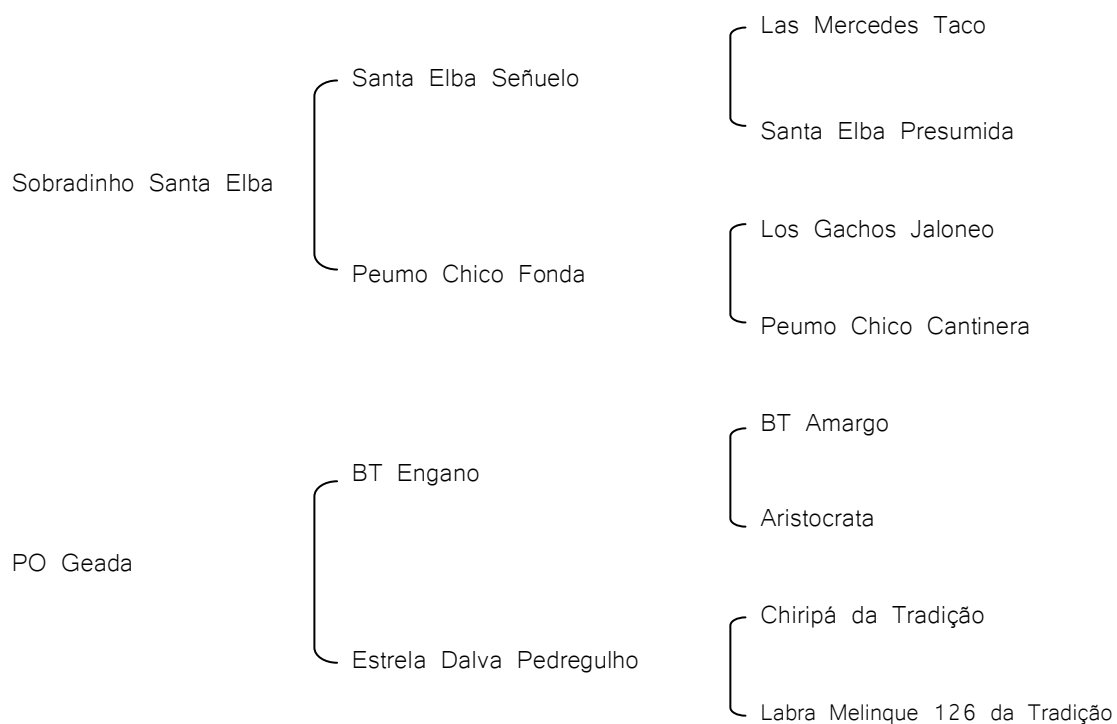 Las Mercedes Taco
Santa Elba Señuelo
Santa Elba Presumida
Sobradinho Santa Elba
Los Gachos Jaloneo
Peumo Chico Fonda
Peumo Chico Cantinera
BT Amargo
BT Engano
Aristocrata
PO Geada
Chiripá da Tradição
Estrela Dalva Pedregulho
Labra Melinque 126 da Tradição